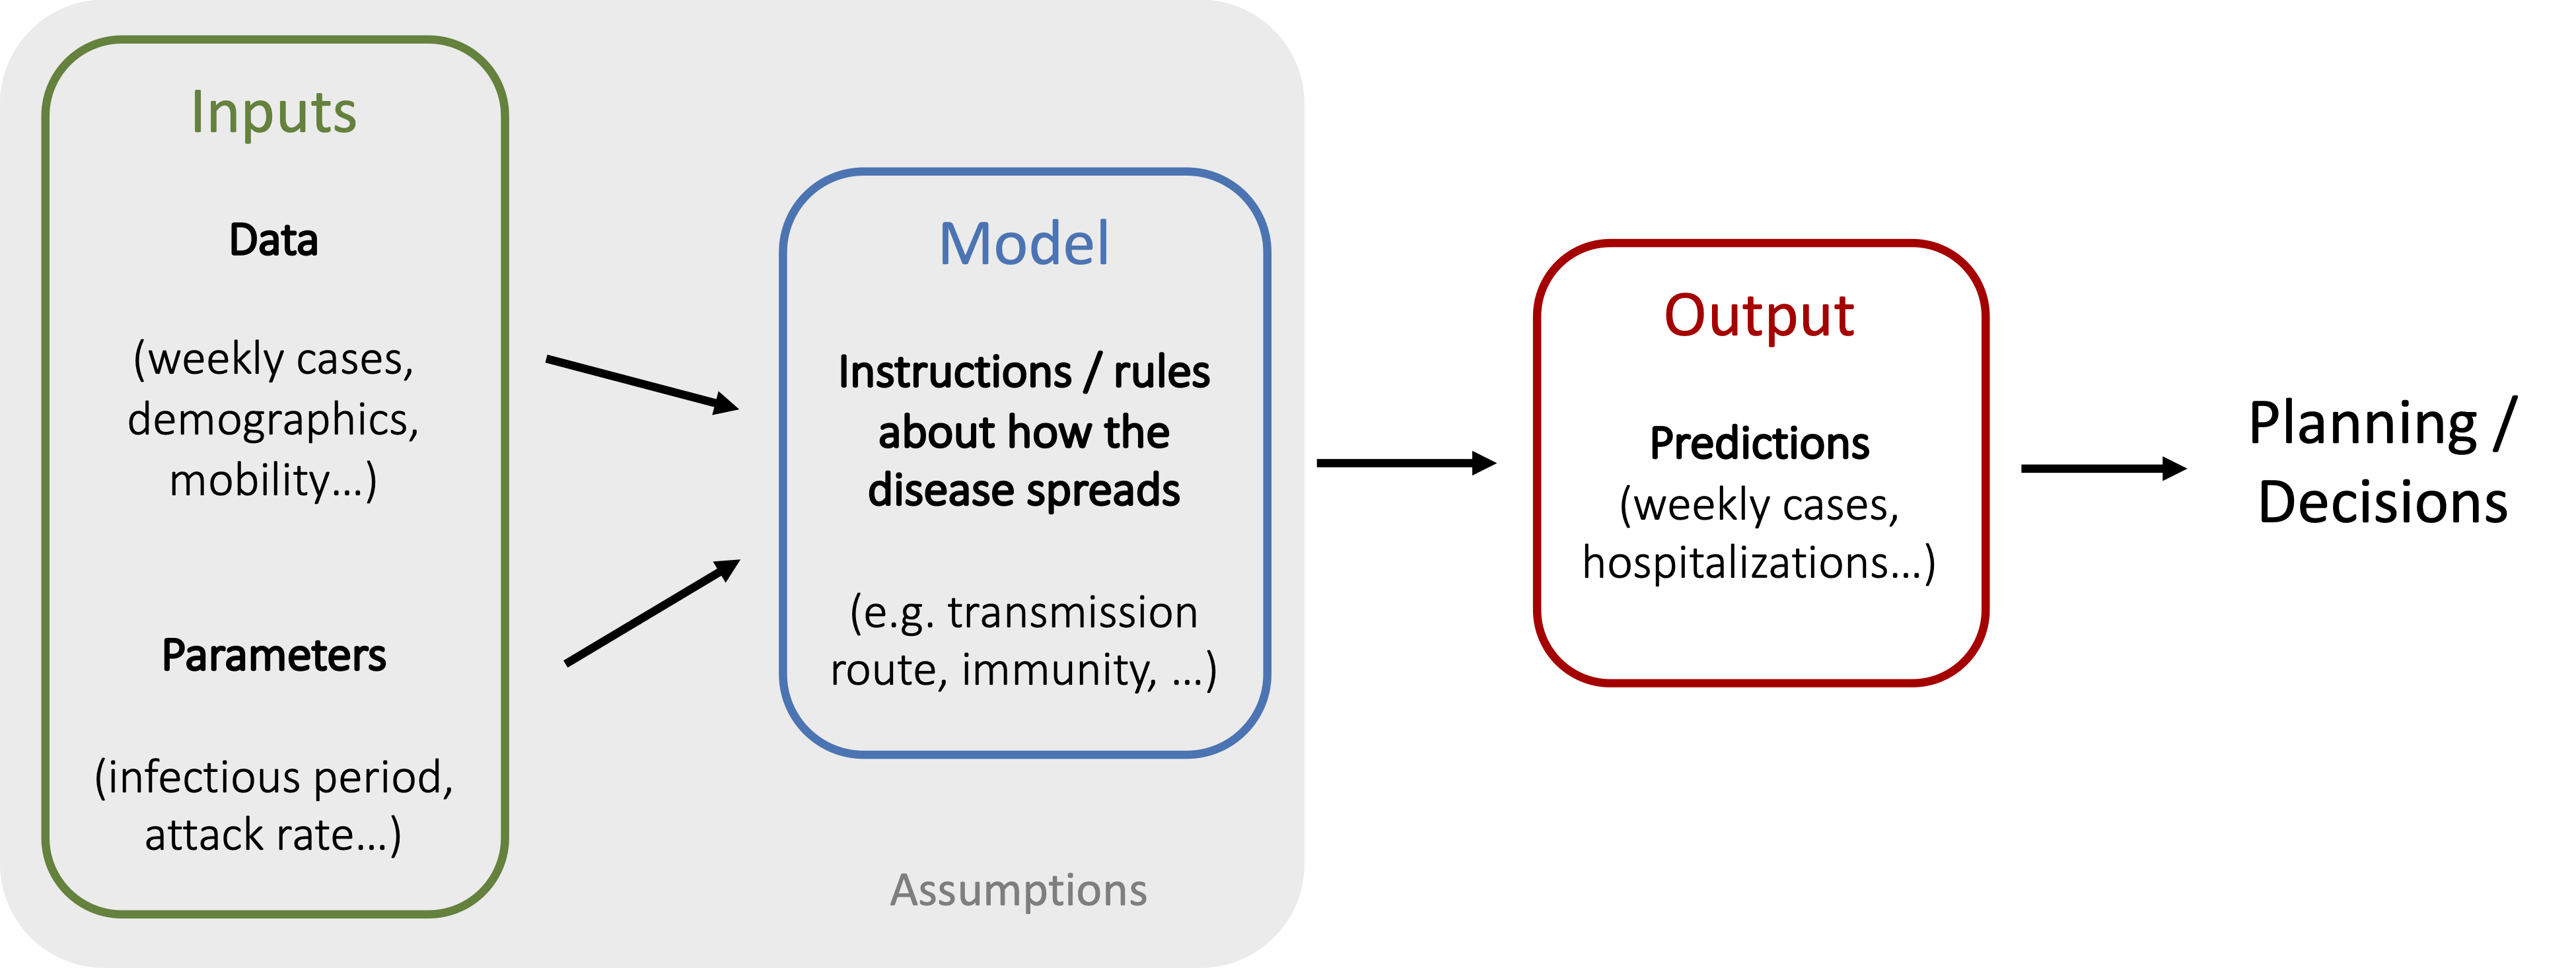 Inputs
Data
(weekly cases,
demographics,
mobility...)
Parameters
(infectious period,
attack rate...)
Model
Instructions / rules
about how the
disease spreads
(e.g. transmission
route, immunity, ...)
Assumptions
Output
Predictions
(weekly cases,
hospitalizations...)
Planning /
Decisions